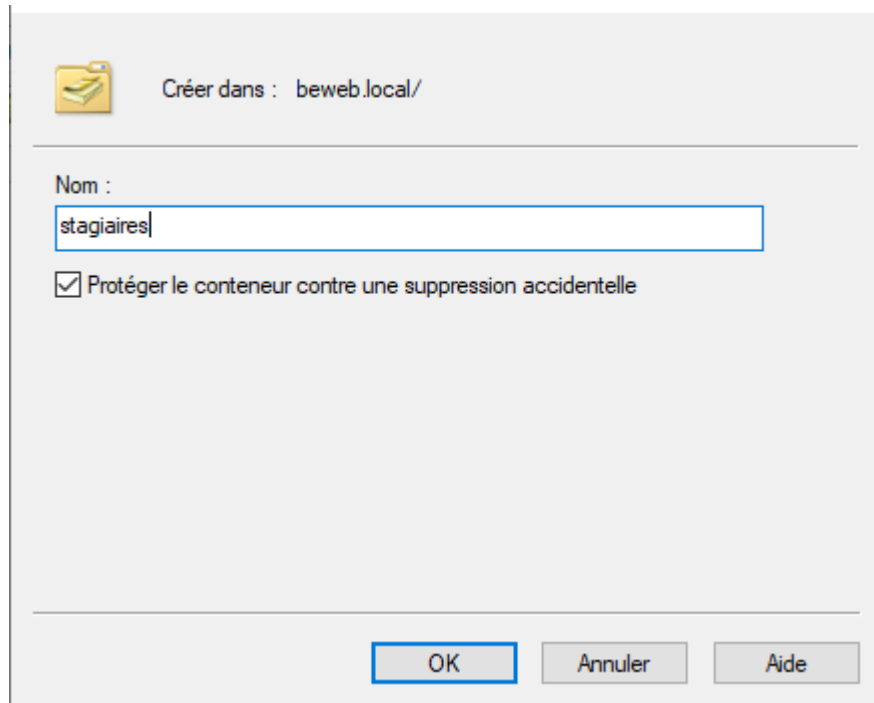 Créer dans : beweb.local/
Nom :
stagiaires
Protéger le conteneur contre une suppression accidentelle
OK Annuler Aide